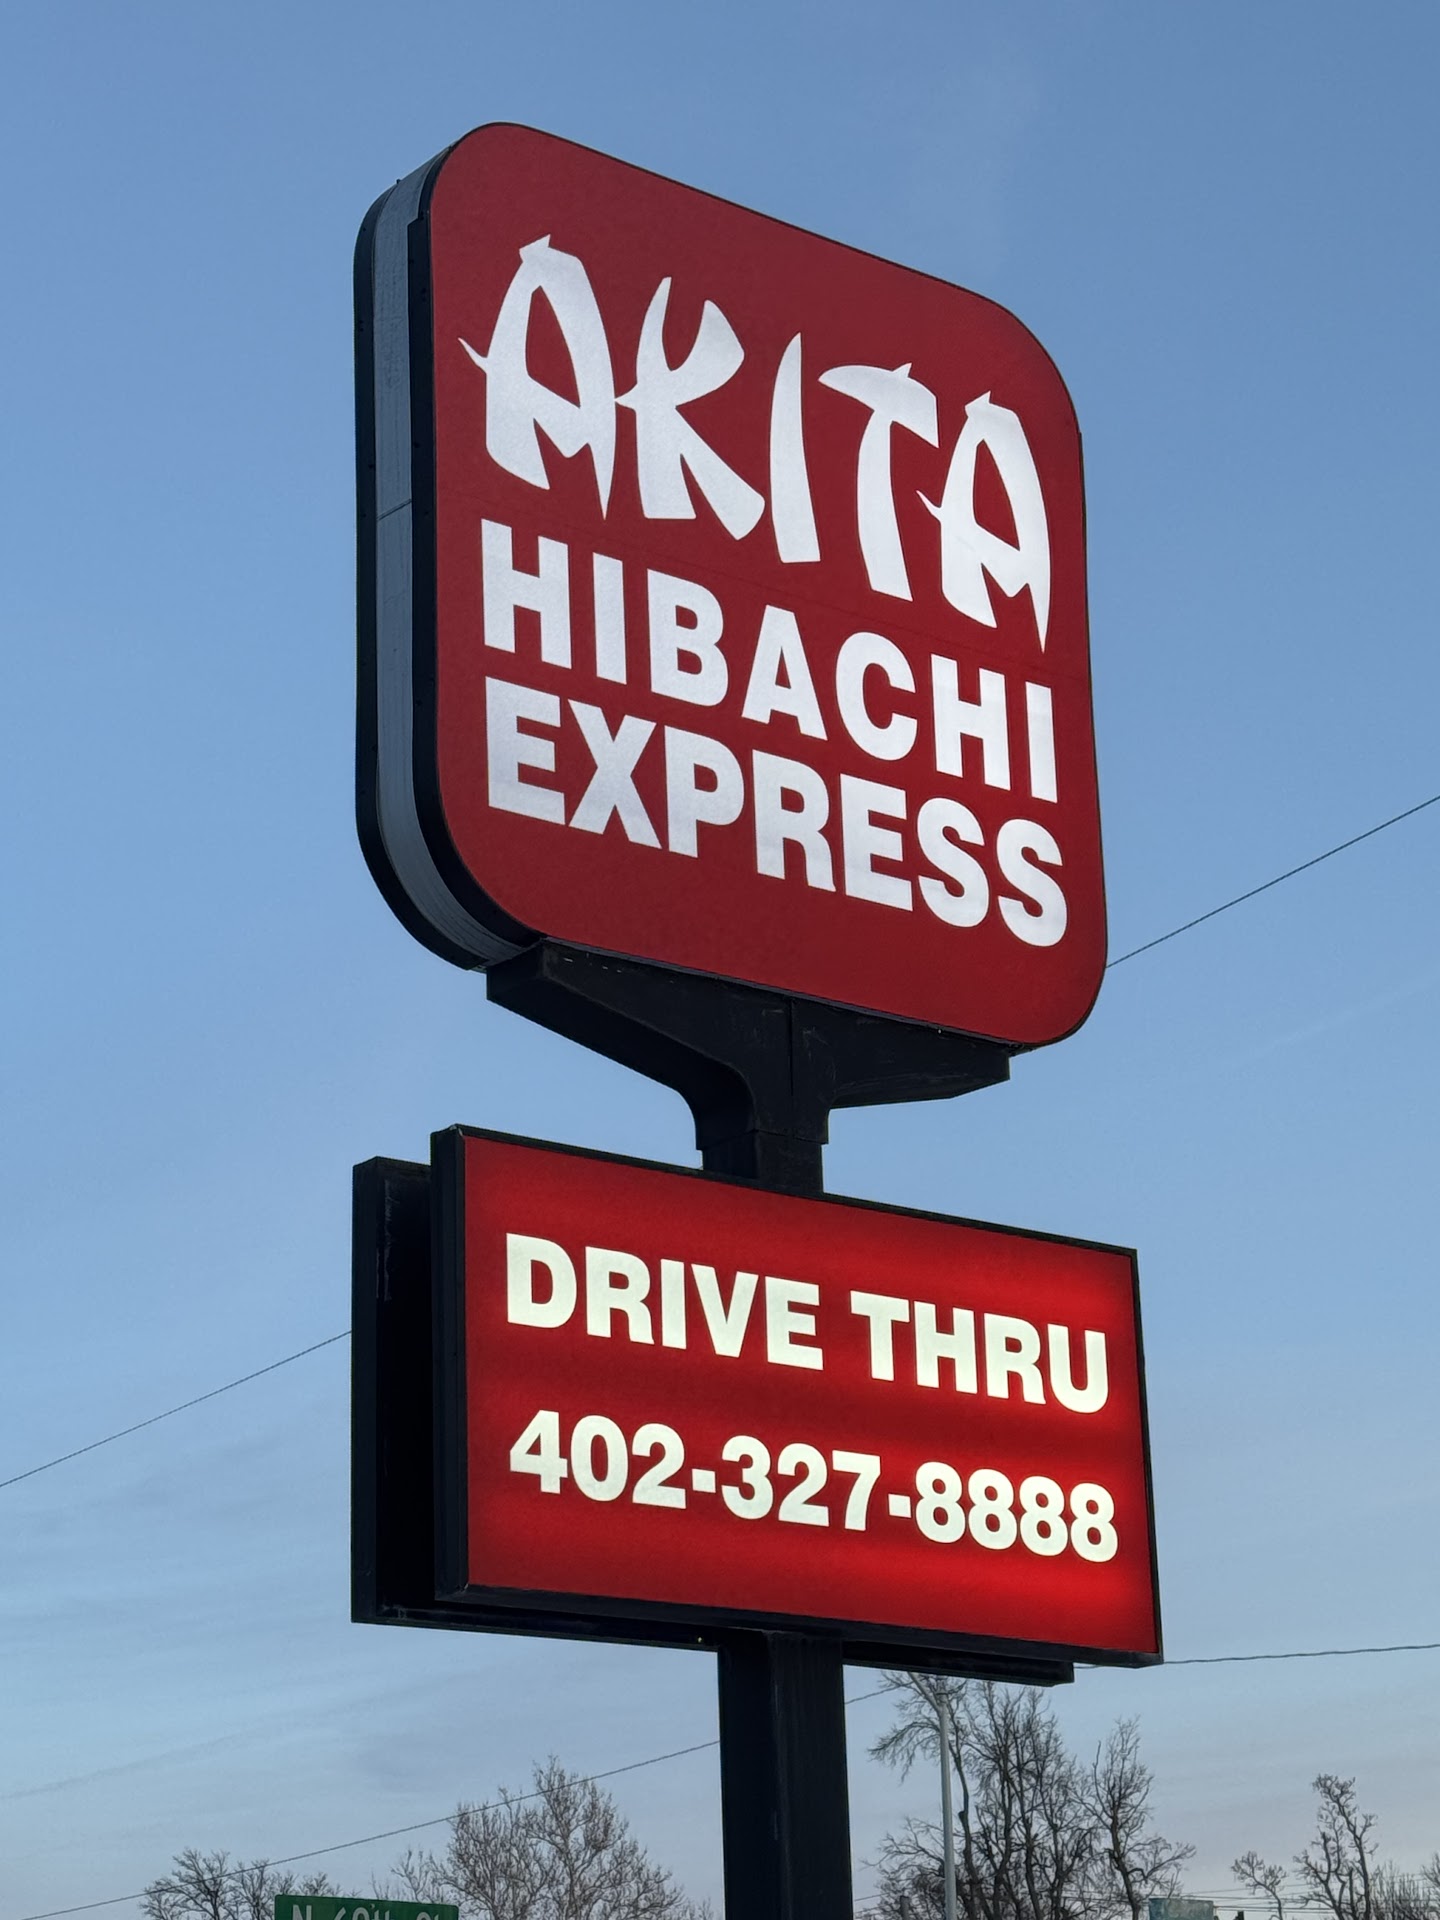 AKITA
HIBACHI
EXPRESS
DRIVE THRU
402-327-8888